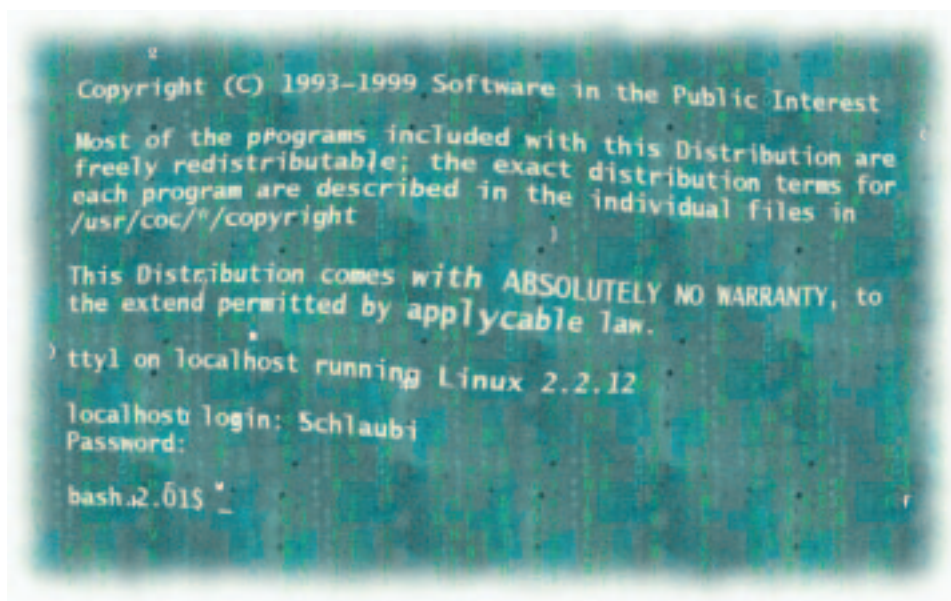 Copyright (C) 1993-1999 Software in the Public Interest
Most of the pPograms included with this Distribution are
freely redistributable; the exact distribution terms for
each program are described in the individual files in
/usr/coc/*/copyright
This Distribution comes with ABSOLUTELY NO WARRANTY, to
the extend permitted by applycable law.
tty1 on localhost running Linux 2.2.12
localhost login: Schlaubi
Password:
bash.2.01$ _